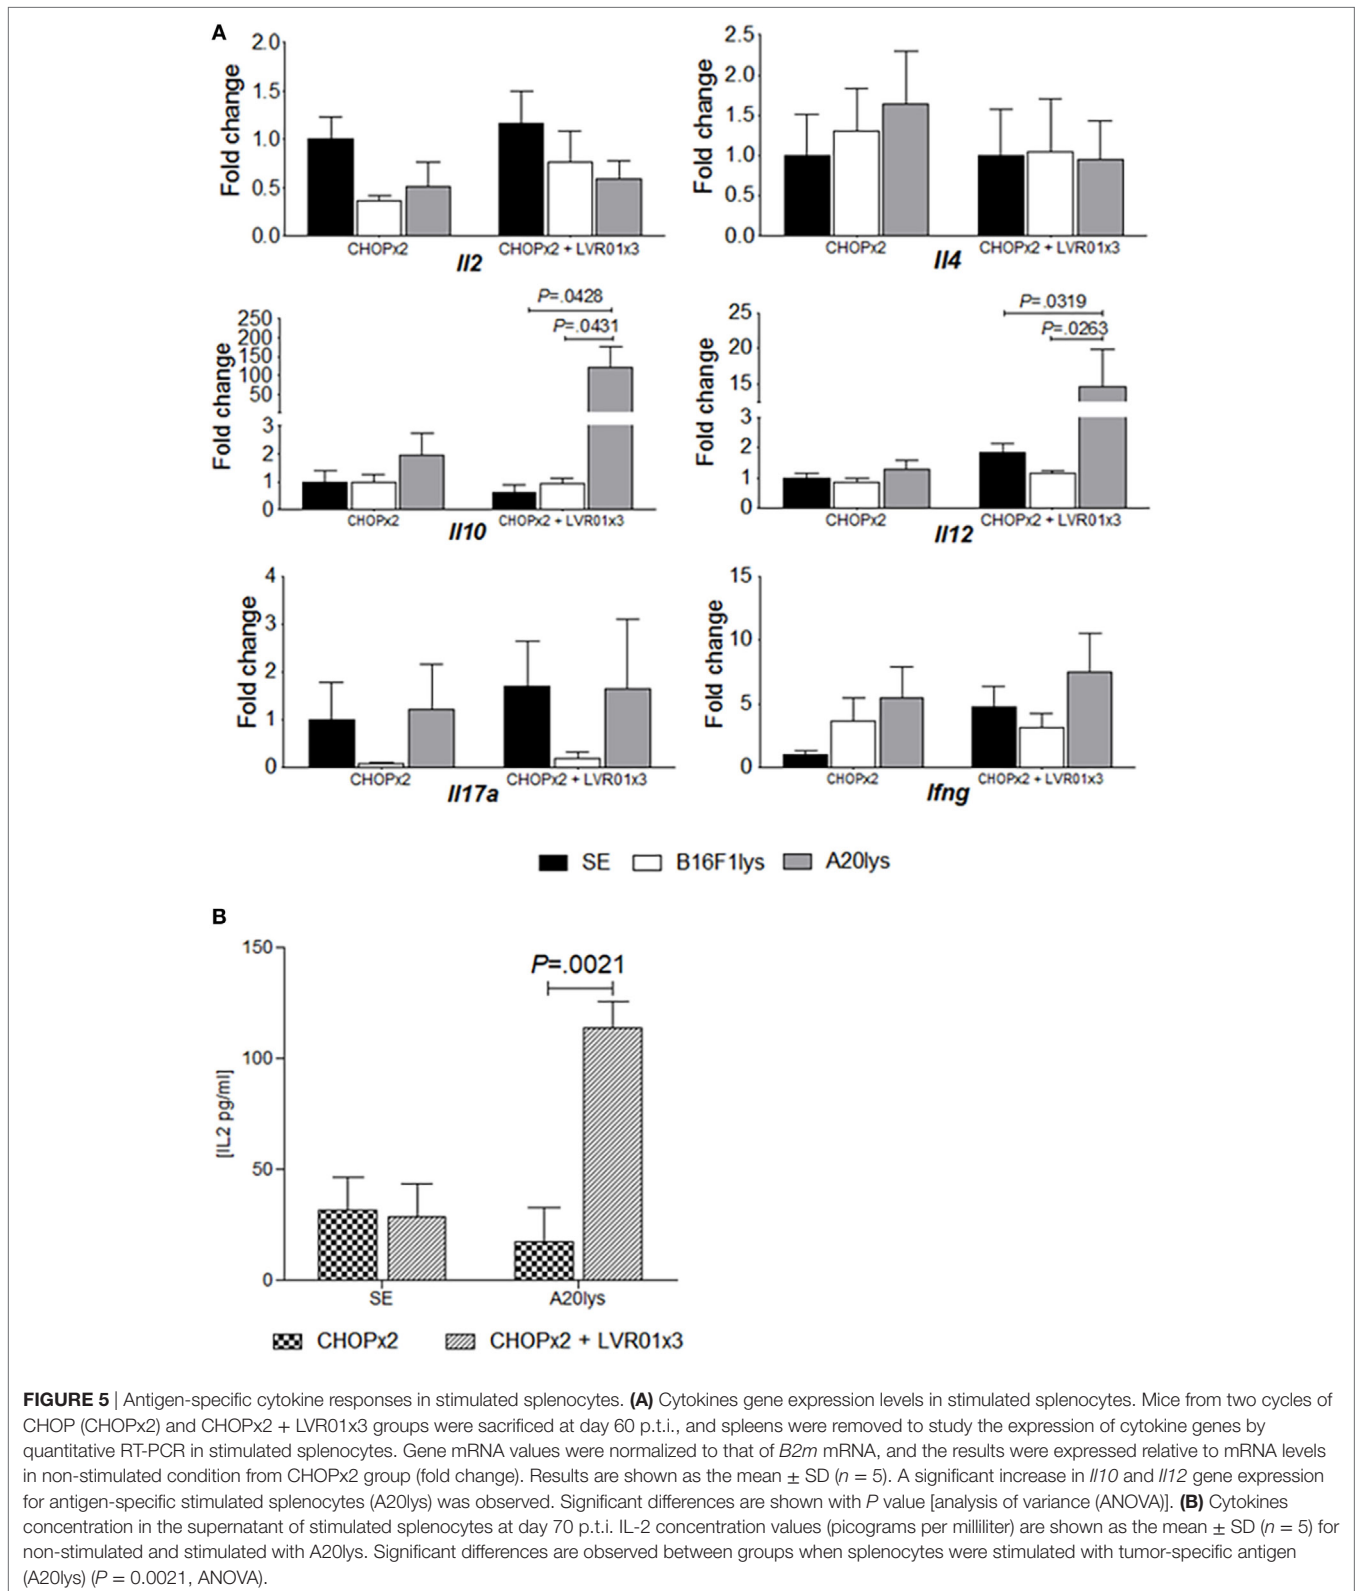 A
Fold change
2.0
1.5
1.0
0.5
0.0
CHOPx2
CHOPx2 + LVR01x3
Il2
Fold change
2.5
2.0
1.5
1.0
0.5
0.0
CHOPx2
CHOPx2 + LVR01x3
Il4
Fold change
250
200
150
100
50
3
2
1
0
P=.0428
P=.0431
CHOPx2
CHOPx2 + LVR01x3
Il10
Fold change
25
20
15
3
2
1
0
P=.0319
P=.0263
CHOPx2
CHOPx2 + LVR01x3
Il12
Fold change
4
3
2
1
0
CHOPx2
CHOPx2 + LVR01x3
Il17a
Fold change
15
10
5
0
CHOPx2
CHOPx2 + LVR01x3
Ifng
SE B16F1lys A20lys
B
[IL2 pg/ml]
150
100
50
0
P=.0021
SE
A20lys
CHOPx2 CHOPx2 + LVR01x3
FIGURE 5 | Antigen-specific cytokine responses in stimulated splenocytes. (A) Cytokines gene expression levels in stimulated splenocytes. Mice from two cycles of
CHOP (CHOPx2) and CHOPx2 + LVR01x3 groups were sacrificed at day 60 p.t.i., and spleens were removed to study the expression of cytokine genes by
quantitative RT-PCR in stimulated splenocytes. Gene mRNA values were normalized to that of B2m mRNA, and the results were expressed relative to mRNA levels
in non-stimulated condition from CHOPx2 group (fold change). Results are shown as the mean ± SD (n = 5). A significant increase in Il10 and Il12 gene expression
for antigen-specific stimulated splenocytes (A20lys) was observed. Significant differences are shown with P value [analysis of variance (ANOVA)]. (B) Cytokines
concentration in the supernatant of stimulated splenocytes at day 70 p.t.i. IL-2 concentration values (picograms per milliliter) are shown as the mean ± SD (n = 5) for
non-stimulated and stimulated with A20lys. Significant differences are observed between groups when splenocytes were stimulated with tumor-specific antigen
(A20lys) (P = 0.0021, ANOVA).